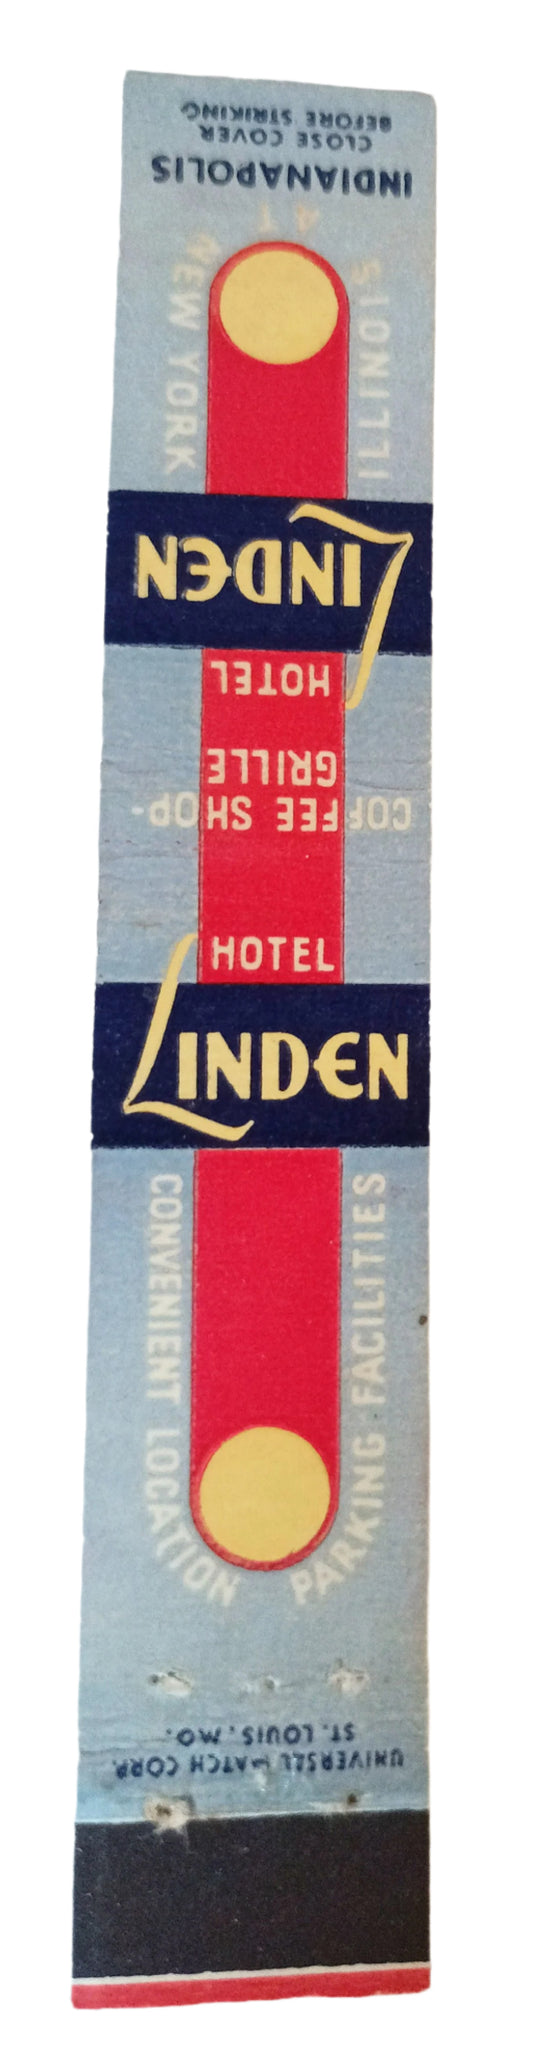 COFFEE SHOP-
GRILLE
HOTEL
LINDEN
ILLINOIS AT NEW YORK
INDIANAPOLIS
CLOSE COVER
BEFORE STRIKING
HOTEL
LINDEN
CONVENIENT LOCATION
PARKING FACILITIES
UNIVERSAL MATCH CORP.
ST. LOUIS, MO.